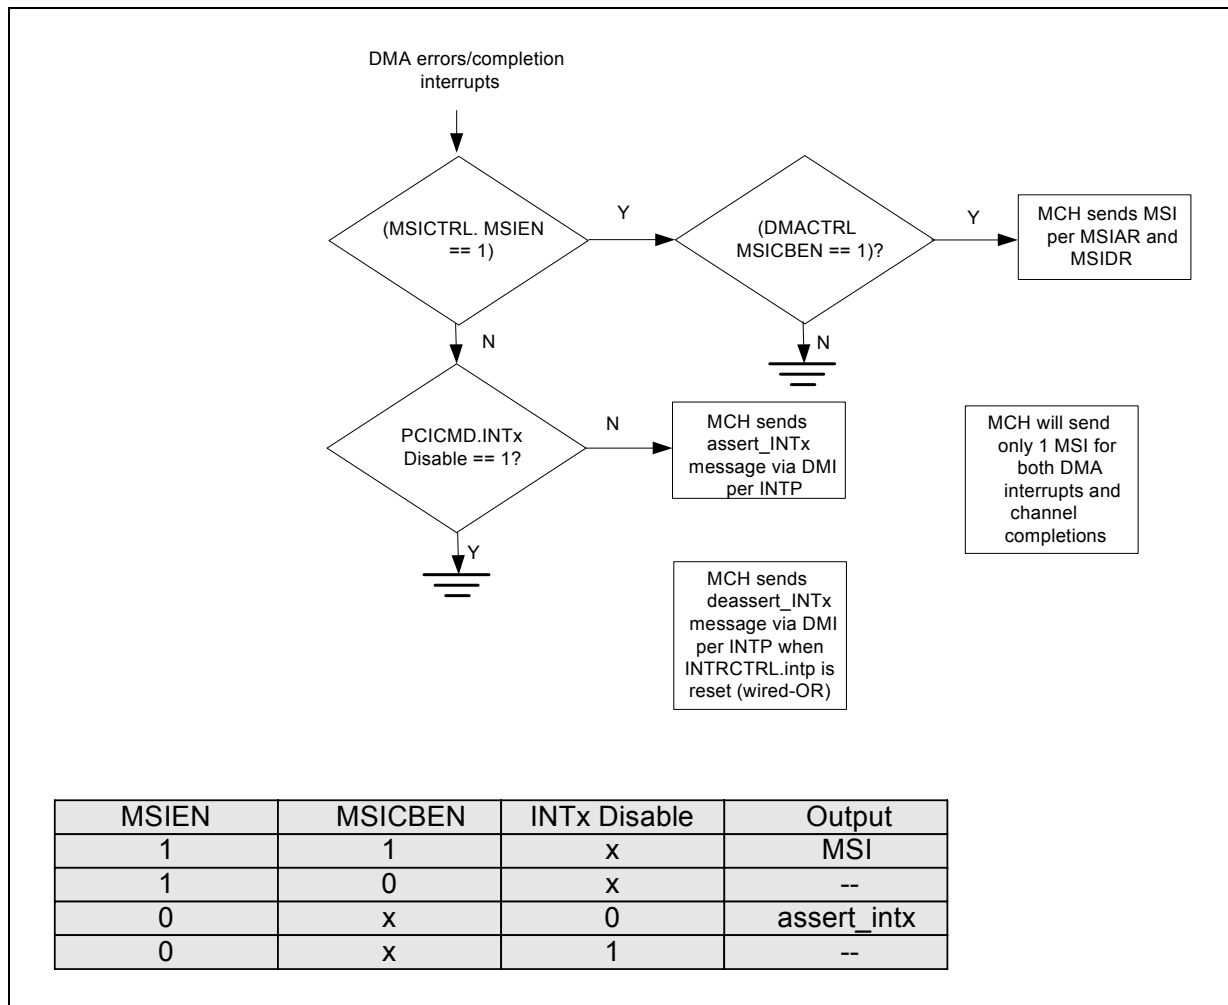 DMA errors/completion
interrupts
(MSICTRL. MSIEN
== 1)
Y
(DMACTRL
MSICBEN == 1)?
Y
MCH sends MSI
per MSIAR and
MSIDR
N
N
PCICMD.INTx
Disable == 1?
N
MCH sends
assert_INTx
message via DMI
per INTP
MCH will send
only 1 MSI for
both DMA
interrupts and
channel
completions
Y
MCH sends
deassert_INTx
message via DMI
per INTP when
INTRCTRL.intp is
reset (wired-OR)
MSIEN MSICBEN INTx Disable Output
1 1 x MSI
1 0 x --
0 x 0 assert_intx
0 x 1 --